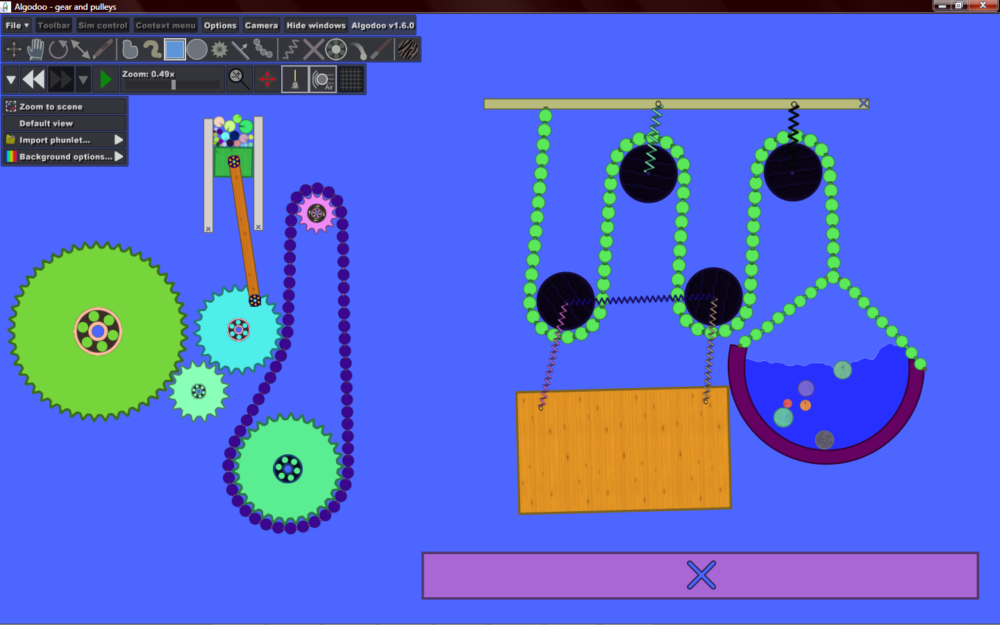 Algodoo - gear and pulleys
File Toolbar Sim control Context menu Options Camera Hide windows Algodoo v1.6.0
Zoom: 0.49x
g
Air
Zoom to scene
Default view
Import phunlet...
Background options...